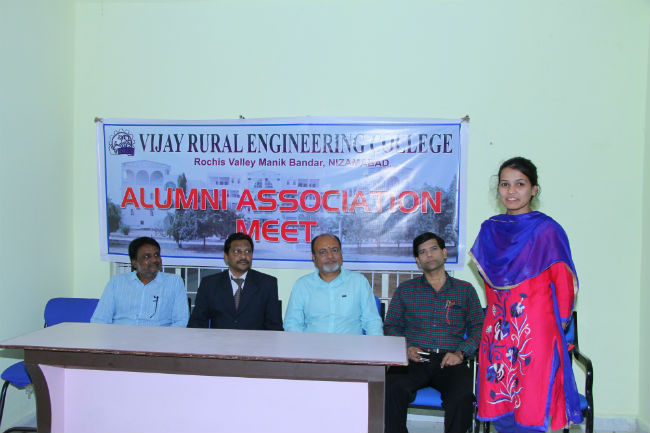 VIJAY RURAL ENGINEERING COLLEGE
Rochis Valley Manik Bandar, NIZAMABAD.
ALUMNI ASSOCIATION
MEET